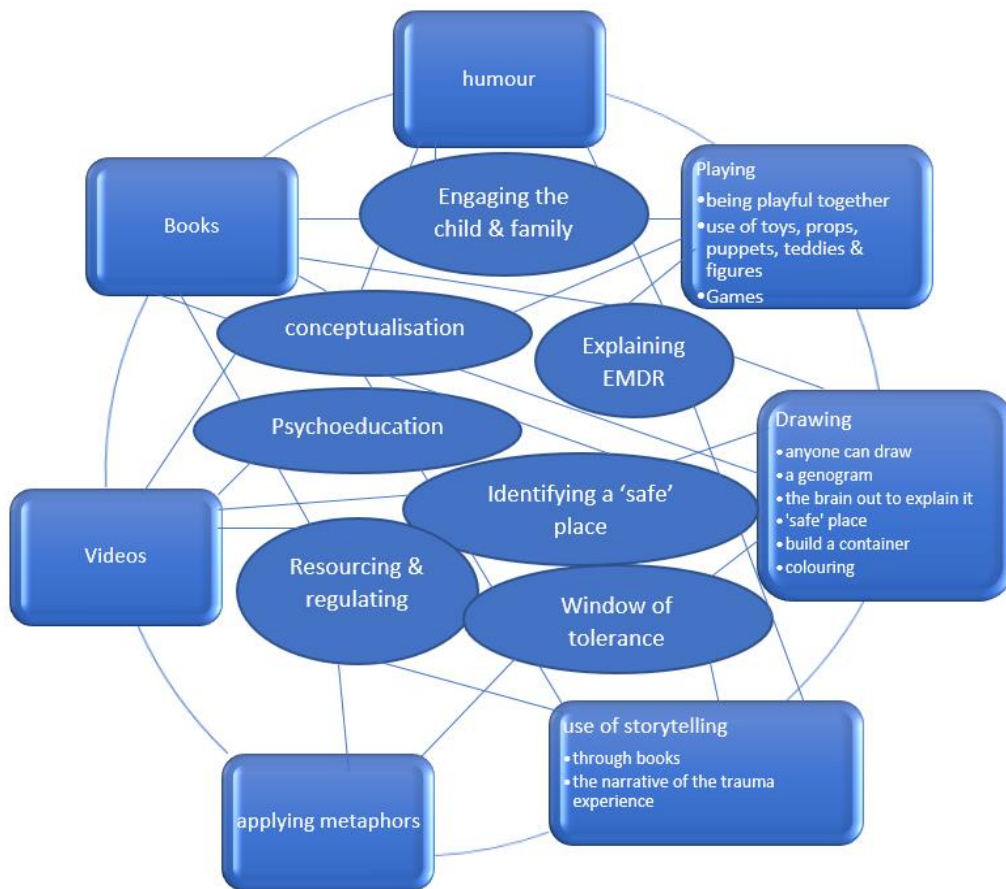 humour
Engaging the
child & family
Playing
•being playful together
•use of toys, props,
puppets, teddies &
figures
•Games
Books
conceptualisation
Explaining
EMDR
Psychoeducation
Drawing
•anyone can draw
•a genogram
•the brain out to explain it
•'safe' place
•build a container
•colouring
Identifying a ‘safe’
place
Videos
Resourcing &
regulating
Window of
tolerance
use of storytelling
•through books
•the narrative of the trauma
experience
applying metaphors